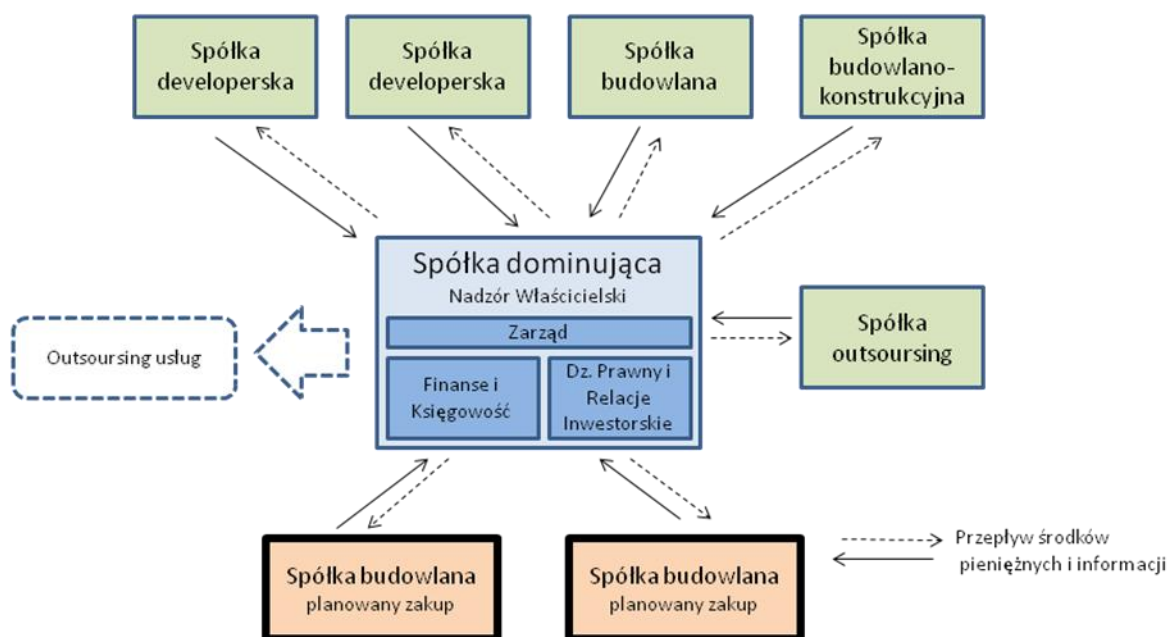 Spółka
developerska
Spółka
developerska
Spółka
budowlana
Spółka
budowlano-
konstrukcyjna
Spółka dominująca
Nadzór Właścicielski
Zarząd
Finanse i
Księgowość
Dz. Prawny i
Relacje
Inwestorskie
Outsoursing usług
Spółka
outsoursing
Spółka budowlana
planowany zakup
Spółka budowlana
planowany zakup
Przepływ środków
pieniężnych i informacji